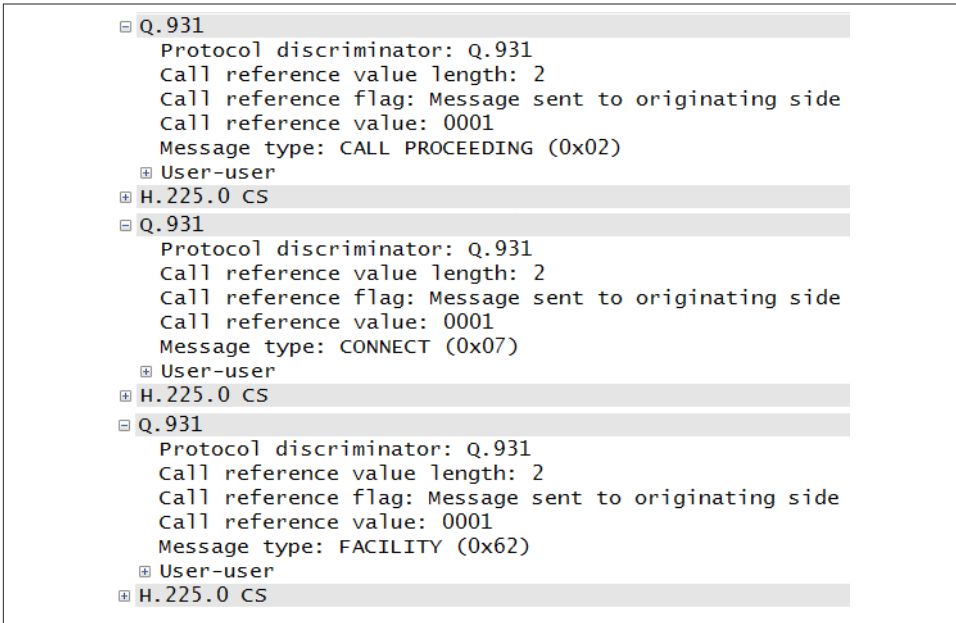 Q.931
Protocol discriminator: Q.931
Call reference value length: 2
Call reference flag: Message sent to originating side
Call reference value: 0001
Message type: CALL PROCEEDING (0x02)
User-user
H.225.0 CS
Q.931
Protocol discriminator: Q.931
Call reference value length: 2
Call reference flag: Message sent to originating side
Call reference value: 0001
Message type: CONNECT (0x07)
User-user
H.225.0 CS
Q.931
Protocol discriminator: Q.931
Call reference value length: 2
Call reference flag: Message sent to originating side
Call reference value: 0001
Message type: FACILITY (0x62)
User-user
H.225.0 CS